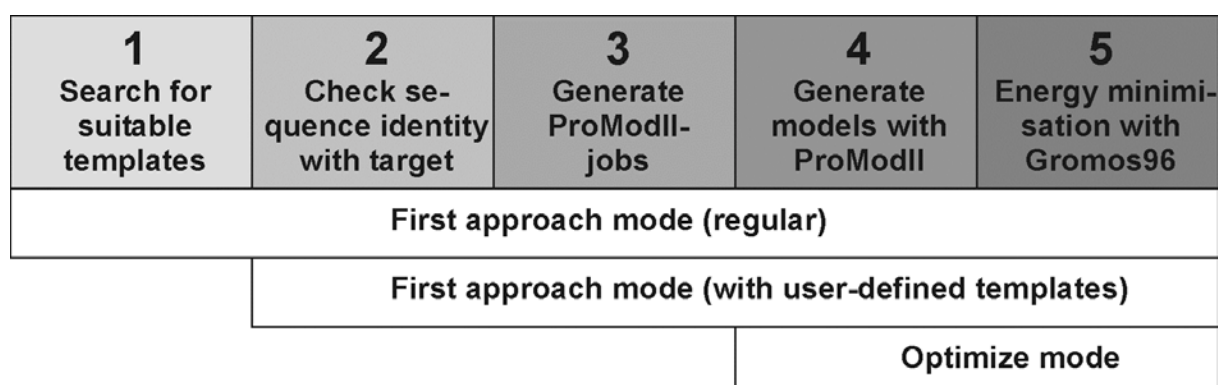 1
Search for
suitable
templates
2
Check se-
quence identity
with target
3
Generate
ProModII-
jobs
4
Generate
models with
ProModII
5
Energy minimi-
sation with
Gromos96
First approach mode (regular)
First approach mode (with user-defined templates)
Optimize mode